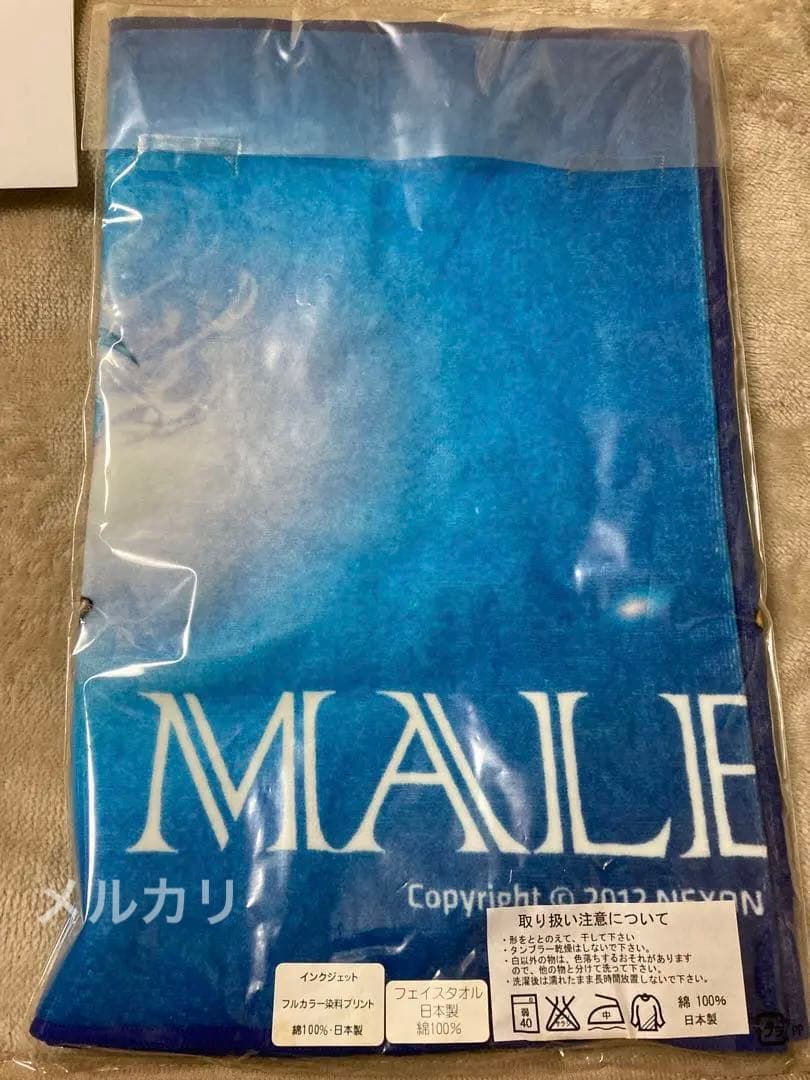 MALE
Copyright © 2012 NEXON
メルカリ
取り扱い注意について
・形をととのえて、干して下さい
・タンブラー乾燥はしないで下さい。
・白以外の物は、色落ちするおそれがあります
ので、他の物と分けて洗って下さい。
・洗濯後は濡れたまま長時間放置しないで下さい。
弱
40
中
綿 100%
日本製
インクジェット
フルカラー染料プリント
綿100%・日本製
フェイスタオル
日本製
綿100%